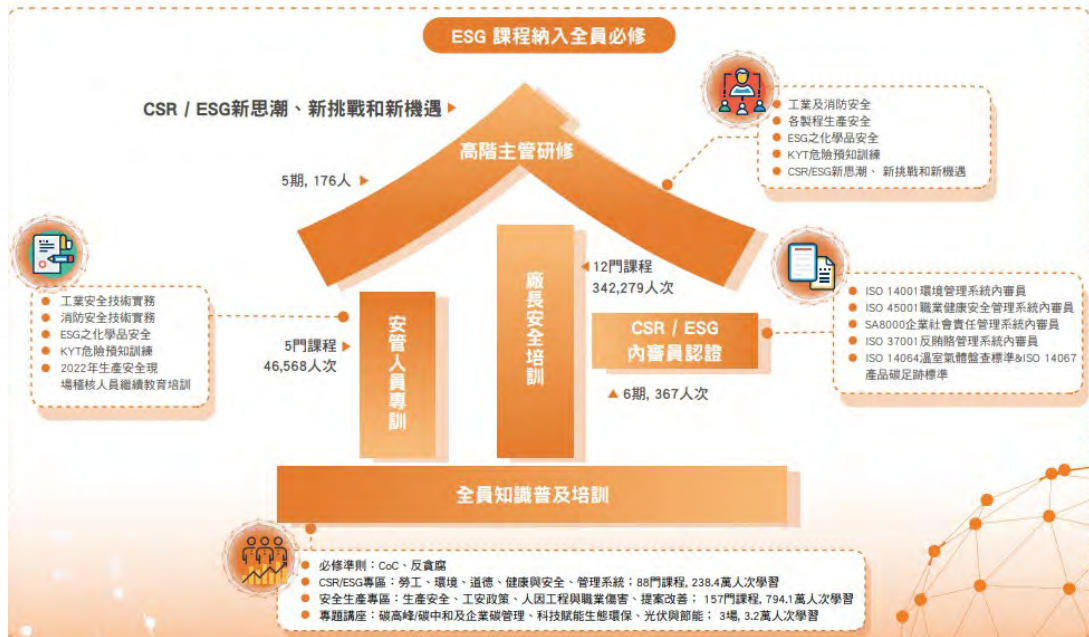 ESG 課程納入全員必修
CSR / ESG新思潮、新挑戰和新機遇
高階主管研修
5期, 176人
工業及消防安全
各製程生產安全
ESG之化學品安全
KYT危險預知訓練
CSR/ESG新思潮、 新挑戰和新機遇
工業安全技術實務
消防安全技術實務
ESG之化學品安全
KYT危險預知訓練
2022年生產安全現
場稽核人員繼續教育培訓
5門課程
46,568人次
安管人員專訓
廠長安全培訓
12門課程
342,279人次
CSR / ESG
內審員認證
6期, 367人次
ISO 14001環境管理系統內審員
ISO 45001職業健康安全管理系統內審員
SA8000企業社會責任管理系統內審員
ISO 37001反賄賂管理系統內審員
ISO 14064溫室氣體盤查標準&ISO 14067
產品碳足跡標準
全員知識普及培訓
必修準則：CoC、反貪腐
CSR/ESG專區：勞工、環境、道德、健康與安全、管理系統；88門課程, 238.4萬人次學習
安全生產專區：生產安全、工安政策、人因工程與職業傷害、提案改善； 157門課程, 794.1萬人次學習
專題講座：碳高峰/碳中和及企業碳管理、科技賦能生態環保、光伏與節能； 3場, 3.2萬人次學習